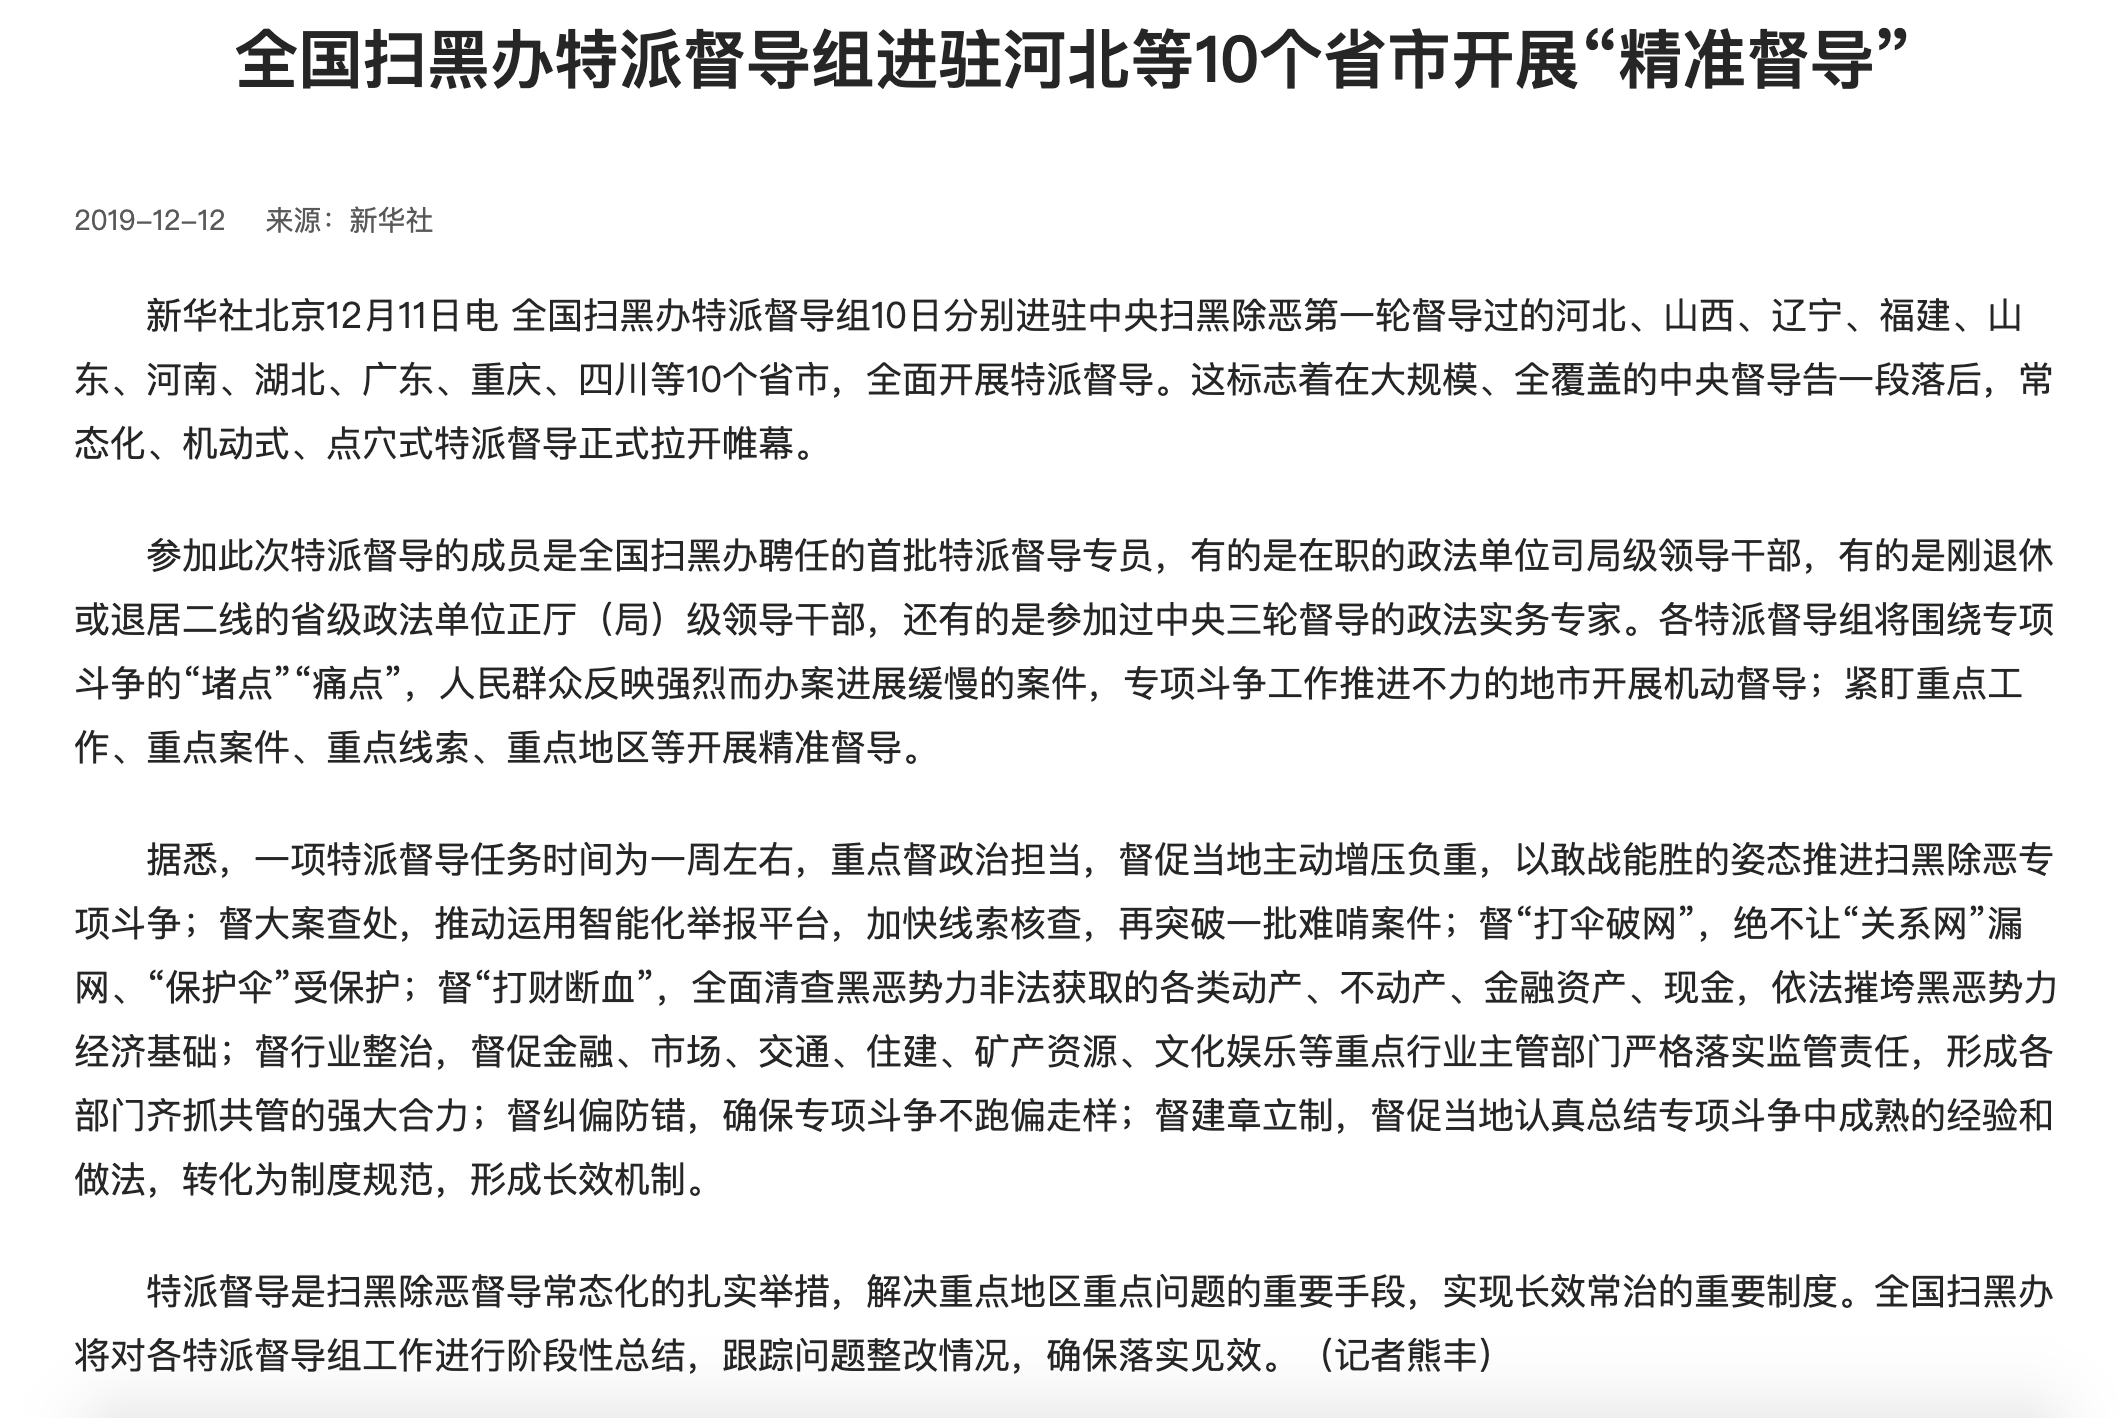 全国扫黑办特派督导组进驻河北等10个省市开展“精准督导”
2019-12-12 来源：新华社
新华社北京12月11日电 全国扫黑办特派督导组10日分别进驻中央扫黑除恶第一轮督导过的河北、山西、辽宁、福建、山
东、河南、湖北、广东、重庆、四川等10个省市，全面开展特派督导。这标志着在大规模、全覆盖的中央督导告一段落后，常
态化、机动式、点穴式特派督导正式拉开帷幕。
参加此次特派督导的成员是全国扫黑办聘任的首批特派督导专员，有的是在职的政法单位司局级领导干部，有的是刚退休
或退居二线的省级政法单位正厅（局）级领导干部，还有的是参加过中央三轮督导的政法实务专家。各特派督导组将围绕专项
斗争的“堵点”“痛点”，人民群众反映强烈而办案进展缓慢的案件，专项斗争工作推进不力的地市开展机动督导；紧盯重点工
作、重点案件、重点线索、重点地区等开展精准督导。
据悉，一项特派督导任务时间为一周左右，重点督政治担当，督促当地主动增压负重，以敢战能胜的姿态推进扫黑除恶专
项斗争；督大案查处，推动运用智能化举报平台，加快线索核查，再突破一批难啃案件；督“打伞破网”，绝不让“关系网”漏
网、“保护伞”受保护；督“打财断血”，全面清查黑恶势力非法获取的各类动产、不动产、金融资产、现金，依法摧垮黑恶势力
经济基础；督行业整治，督促金融、市场、交通、住建、矿产资源、文化娱乐等重点行业主管部门严格落实监管责任，形成各
部门齐抓共管的强大合力；督纠偏防错，确保专项斗争不跑偏走样；督建章立制，督促当地认真总结专项斗争中成熟的经验和
做法，转化为制度规范，形成长效机制。
特派督导是扫黑除恶督导常态化的扎实举措，解决重点地区重点问题的重要手段，实现长效常治的重要制度。全国扫黑办
将对各特派督导组工作进行阶段性总结，跟踪问题整改情况，确保落实见效。（记者熊丰）